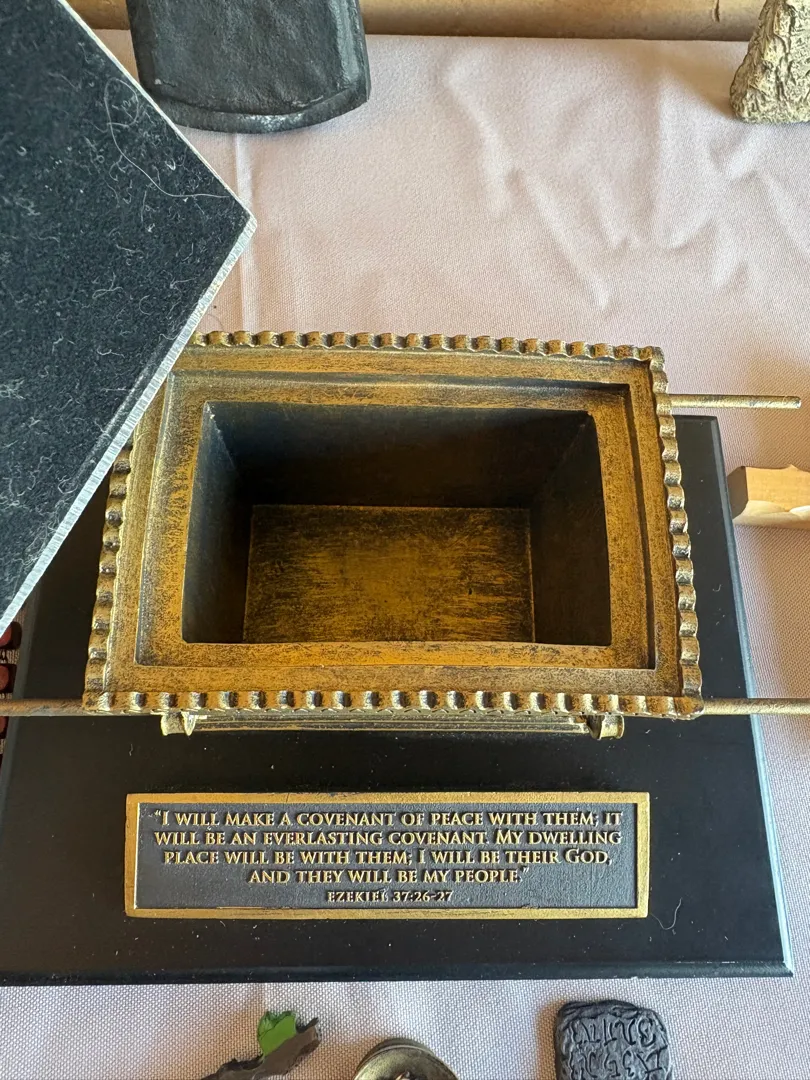 "I WILL MAKE A COVENANT OF PEACE WITH THEM; IT
WILL BE AN EVERLASTING COVENANT. MY DWELLING
PLACE WILL BE WITH THEM; I WILL BE THEIR GOD,
AND THEY WILL BE MY PEOPLE."
EZEKIEL 37:26-27